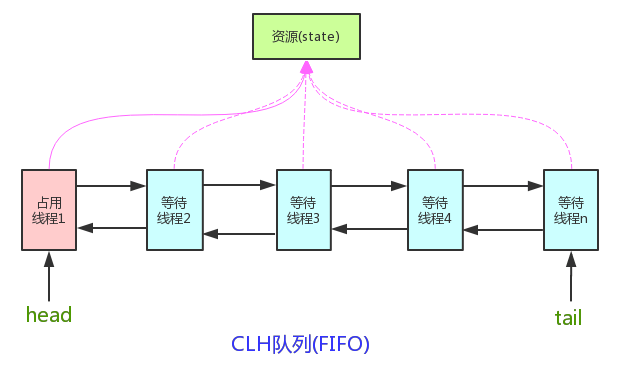 资源(state)
占用
线程1
等待
线程2
等待
线程3
等待
线程4
等待
线程n
head
tail
CLH队列(FIFO)